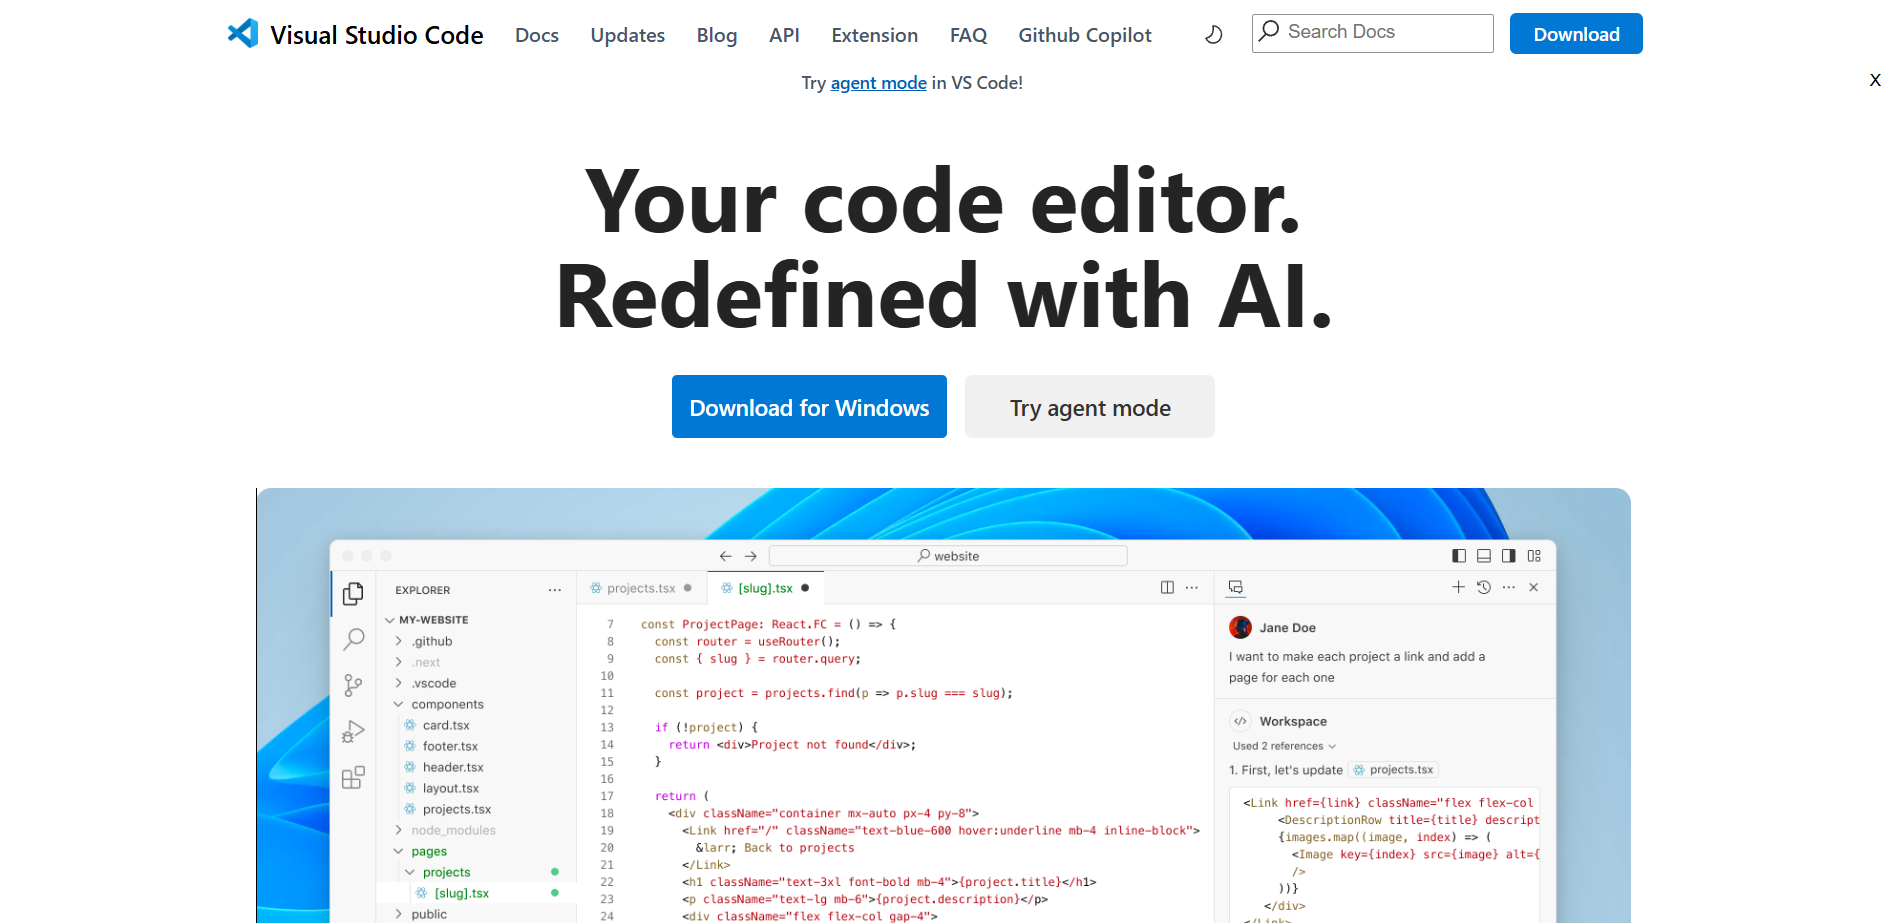 Visual Studio Code Docs Updates Blog API Extension FAQ Github Copilot Search Docs Download
Try agent mode in VS Code!
X
Your code editor.
Redefined with AI.
Download for Windows Try agent mode
website
EXPLORER
MY-WEBSITE
.github
.next
.vscode
components
card.tsx
footer.tsx
header.tsx
layout.tsx
projects.tsx
node_modules
pages
projects
[slug].tsx
public
projects.tsx [slug].tsx
7 const ProjectPage: React.FC = () => {
8 const router = useRouter();
9 const { slug } = router.query;
10
11 const project = projects.find(p => p.slug === slug);
12
13 if (!project) {
14 return <div>Project not found</div>;
15 }
16
17 return (
18 <div className="container mx-auto px-4 py-8">
19 <Link href="/" className="text-blue-600 hover:underline mb-4 inline-block">
20 &larr; Back to projects
21 </Link>
22 <h1 className="text-3xl font-bold mb-4">{project.title}</h1>
23 <p className="text-lg mb-6">{project.description}</p>
24 <div className="flex flex-col gap-4">
Jane Doe
I want to make each project a link and add a
page for each one
Workspace
Used 2 references
1. First, let's update projects.tsx
<Link href={link} className="flex flex-col
<DescriptionRow title={title} descript
{images.map((image, index) => (
<Image key={index} src={image} alt={
/>
))}
</div>
</Link>